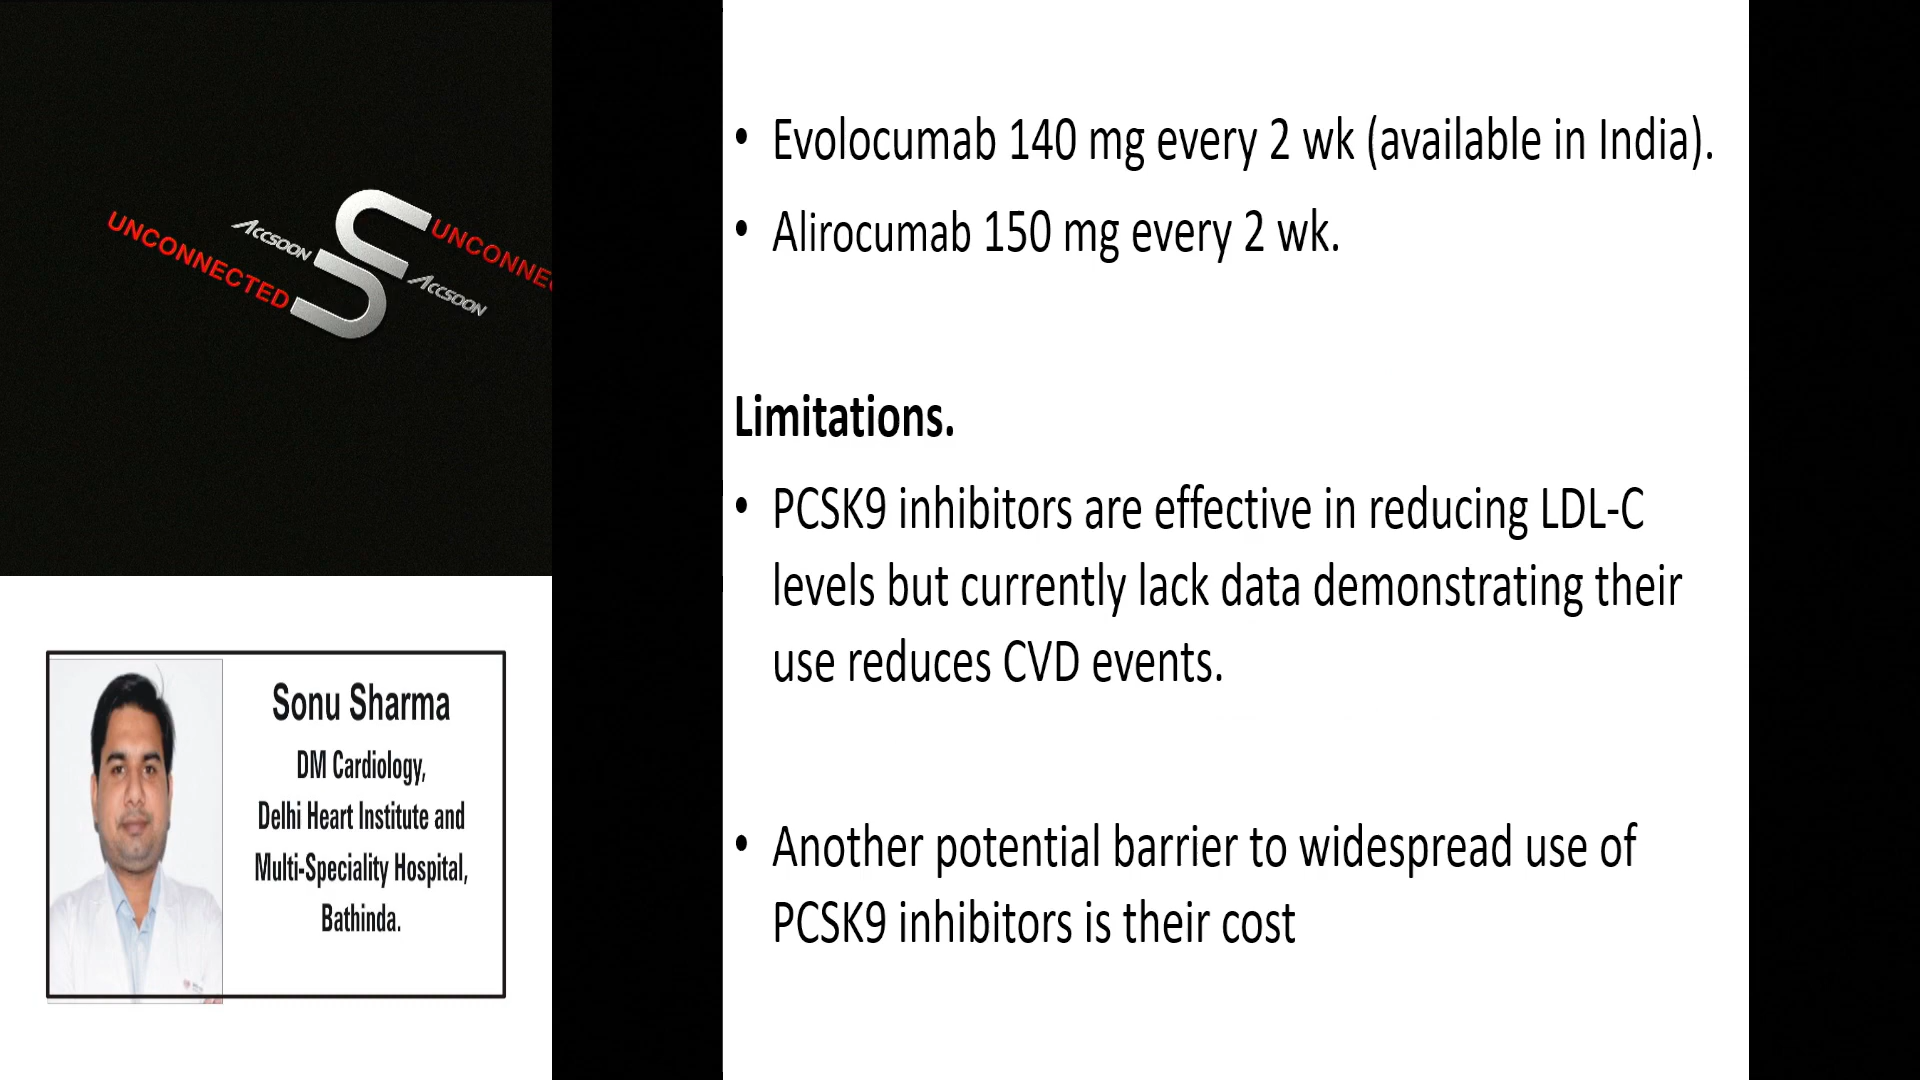 UNCONNECTED
Accsoon
UNCONNEC
Accsoon
Sonu Sharma
DM Cardiology,
Delhi Heart Institute and
Multi-Speciality Hospital,
Bathinda.
• Evolocumab 140 mg every 2 wk (available in India).
• Alirocumab 150 mg every 2 wk.
Limitations.
• PCSK9 inhibitors are effective in reducing LDL-C
levels but currently lack data demonstrating their
use reduces CVD events.
• Another potential barrier to widespread use of
PCSK9 inhibitors is their cost